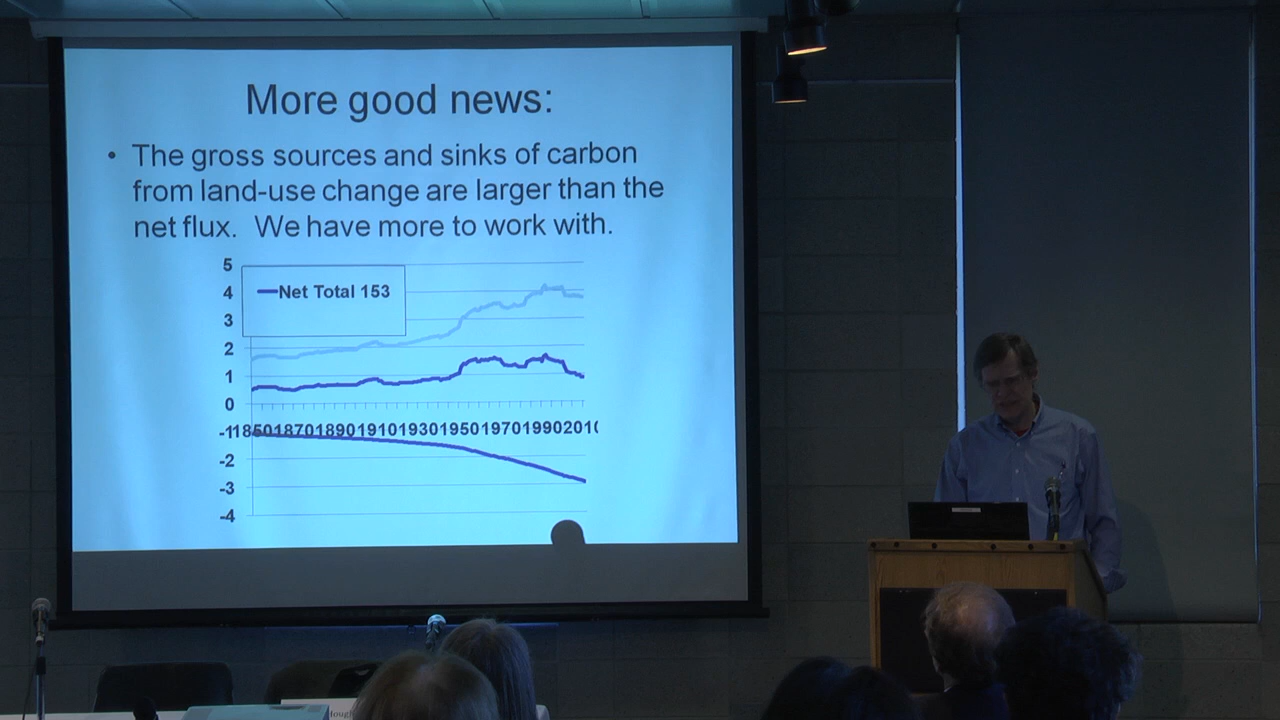 More good news:
• The gross sources and sinks of carbon
from land-use change are larger than the
net flux. We have more to work with.
5
Net Total 153
4
3
2
1
0
-1
185018701890191019301950197019902010
-2
-3
-4